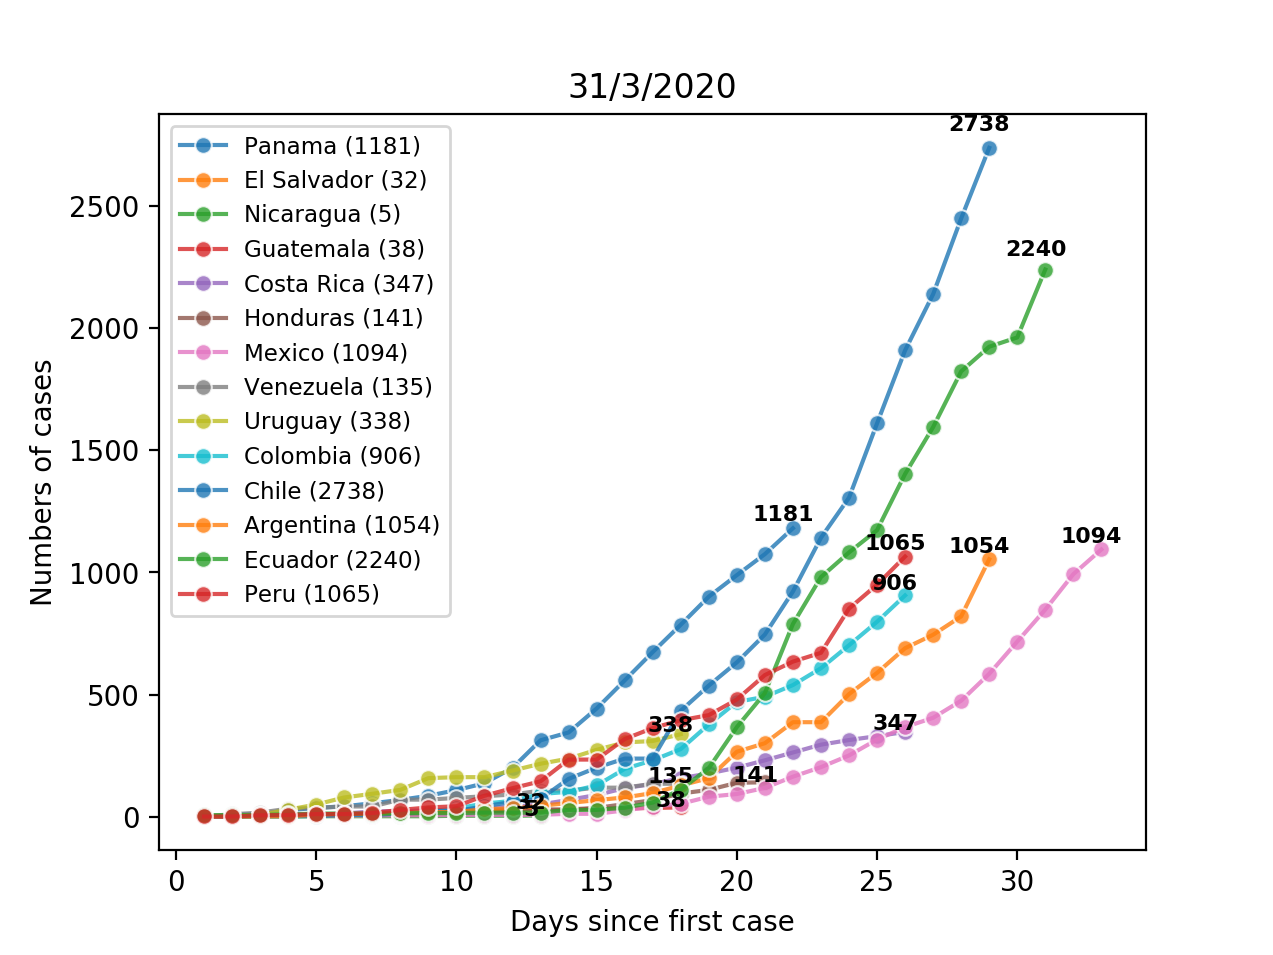 31/3/2020
Numbers of cases
2500
2000
1500
1000
500
0
Panama (1181)
El Salvador (32)
Nicaragua (5)
Guatemala (38)
Costa Rica (347)
Honduras (141)
Mexico (1094)
Venezuela (135)
Uruguay (338)
Colombia (906)
Chile (2738)
Argentina (1054)
Ecuador (2240)
Peru (1065)
2738
2240
1181
1065
1054
1094
906
338
347
135
141
32
38
5
0
5
10
15
20
25
30
Days since first case